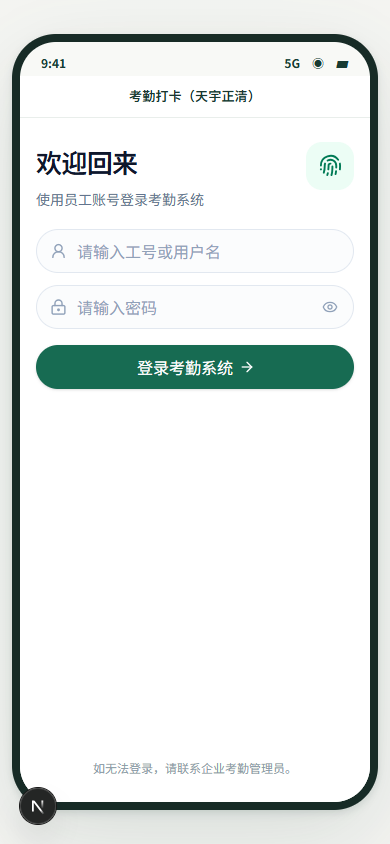 9:41 5G
考勤打卡（天宇正清）
欢迎回来
使用员工账号登录考勤系统
请输入工号或用户名
请输入密码
登录考勤系统 →
如无法登录，请联系企业考勤管理员。
N